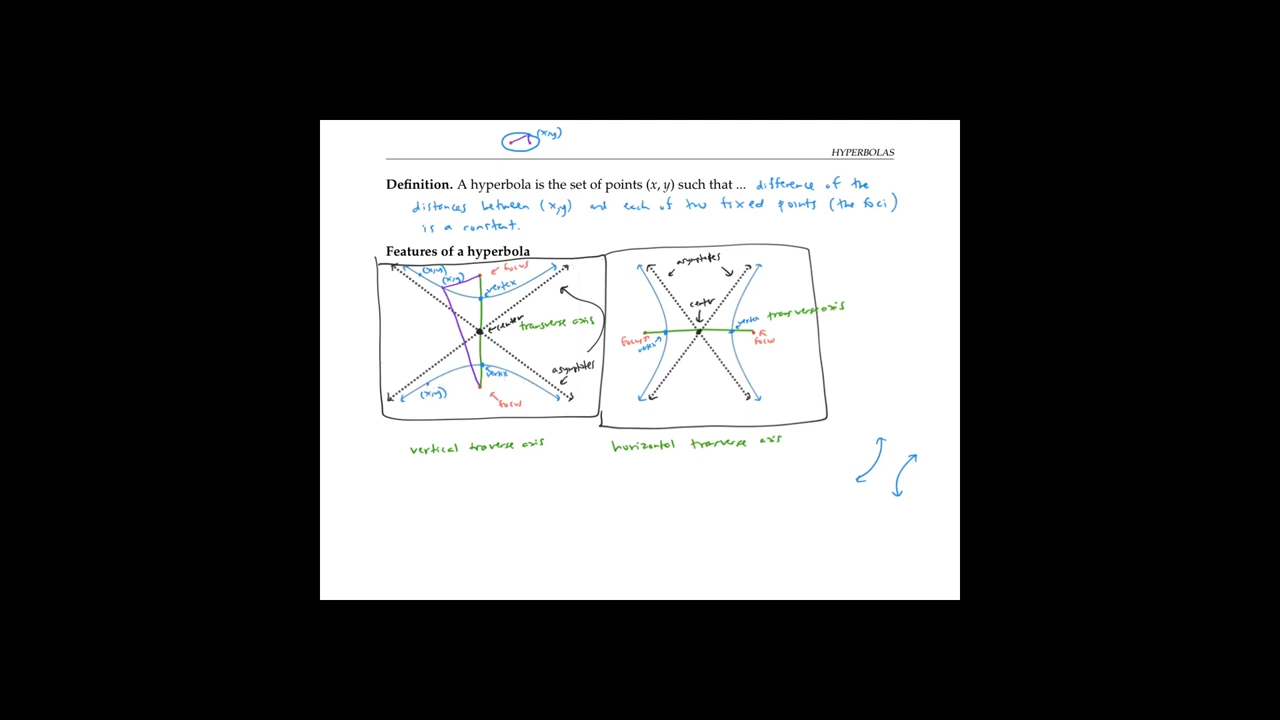 (x,y)
HYPERBOLAS
Definition. A hyperbola is the set of points (x, y) such that ... difference of the
distances between (x,y) and each of two fixed points (the foci)
is a constant.
Features of a hyperbola
(x,y)
(x,y)
focus
vertex
center
transverse axis
asymptotes
vertex
(x,y)
focus
asymptotes
center
vertex
transverse axis
focus
vertex
focus
vertical traverse axis
horizontal tranverse axis